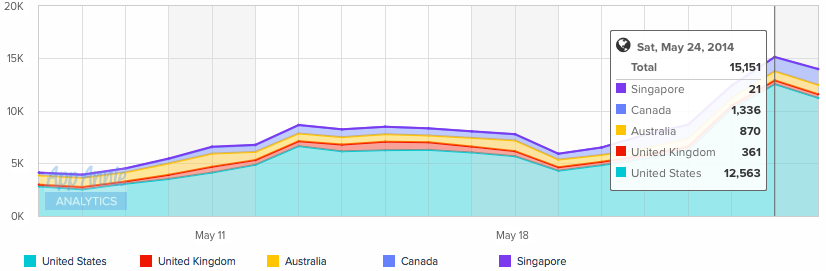 20K
15K
10K
5K
0K
Sat, May 24, 2014
Total 15,151
Singapore 21
Canada 1,336
Australia 870
United Kingdom 361
United States 12,563
App Annie
ANALYTICS
May 11 May 18
United States United Kingdom Australia Canada Singapore